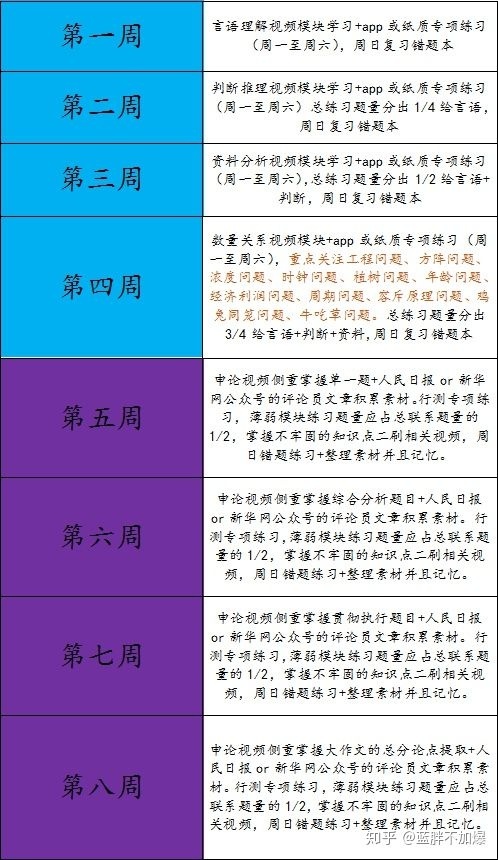 第一周
言语理解视频模块学习+app 或纸质专项练习
（周一至周六），周日复习错题本
第二周
判断推理视频模块学习+app 或纸质专项练习
（周一至周六）总练习题量分出 1/4 给言语，
周日复习错题本
第三周
资料分析视频模块学习+app 或纸质专项练习
（周一至周六）,总练习题量分出 1/2 给言语+
判断，周日复习错题本
第四周
数量关系视频模块+app 或纸质专项练习（周
一至周六），重点关注工程问题、方阵问题、
浓度问题、时钟问题、植树问题、年龄问题、
经济利润问题、周期问题、容斥原理问题、鸡
兔同笼问题、牛吃草问题。总练习题量分出
3/4 给言语+判断+资料,周日复习错题本
第五周
申论视频侧重掌握单一题+人民日报 or 新华
网公众号的评论员文章积累素材。行测专项练
习，薄弱模块练习题量应占总联系题量的
1/2，掌握不牢固的知识点二刷相关视频，周
日错题练习+整理素材并且记忆。
第六周
申论视频侧重掌握综合分析题目+人民日报
or 新华网公众号的评论员文章积累素材。行
测专项练习,薄弱模块练习题量应占总联系题
量的 1/2，掌握不牢固的知识点二刷相关视
频，周日错题练习+整理素材并且记忆。
第七周
申论视频侧重掌握贯彻执行题目+人民日报
or 新华网公众号的评论员文章积累素材。行
测专项练习,薄弱模块练习题量应占总联系题
量的 1/2，掌握不牢固的知识点二刷相关视
频，周日错题练习+整理素材并且记忆。
第八周
申论视频侧重掌握大作文的总分论点提取+人
民日报 or 新华网公众号的评论员文章积累素
材。行测专项练习，薄弱模块练习题量应占总
联系题量的 1/2，掌握不牢固的知识点二刷相
关视频，周日错题练习+整理素材并且记忆。
知乎 @蓝胖不加爆